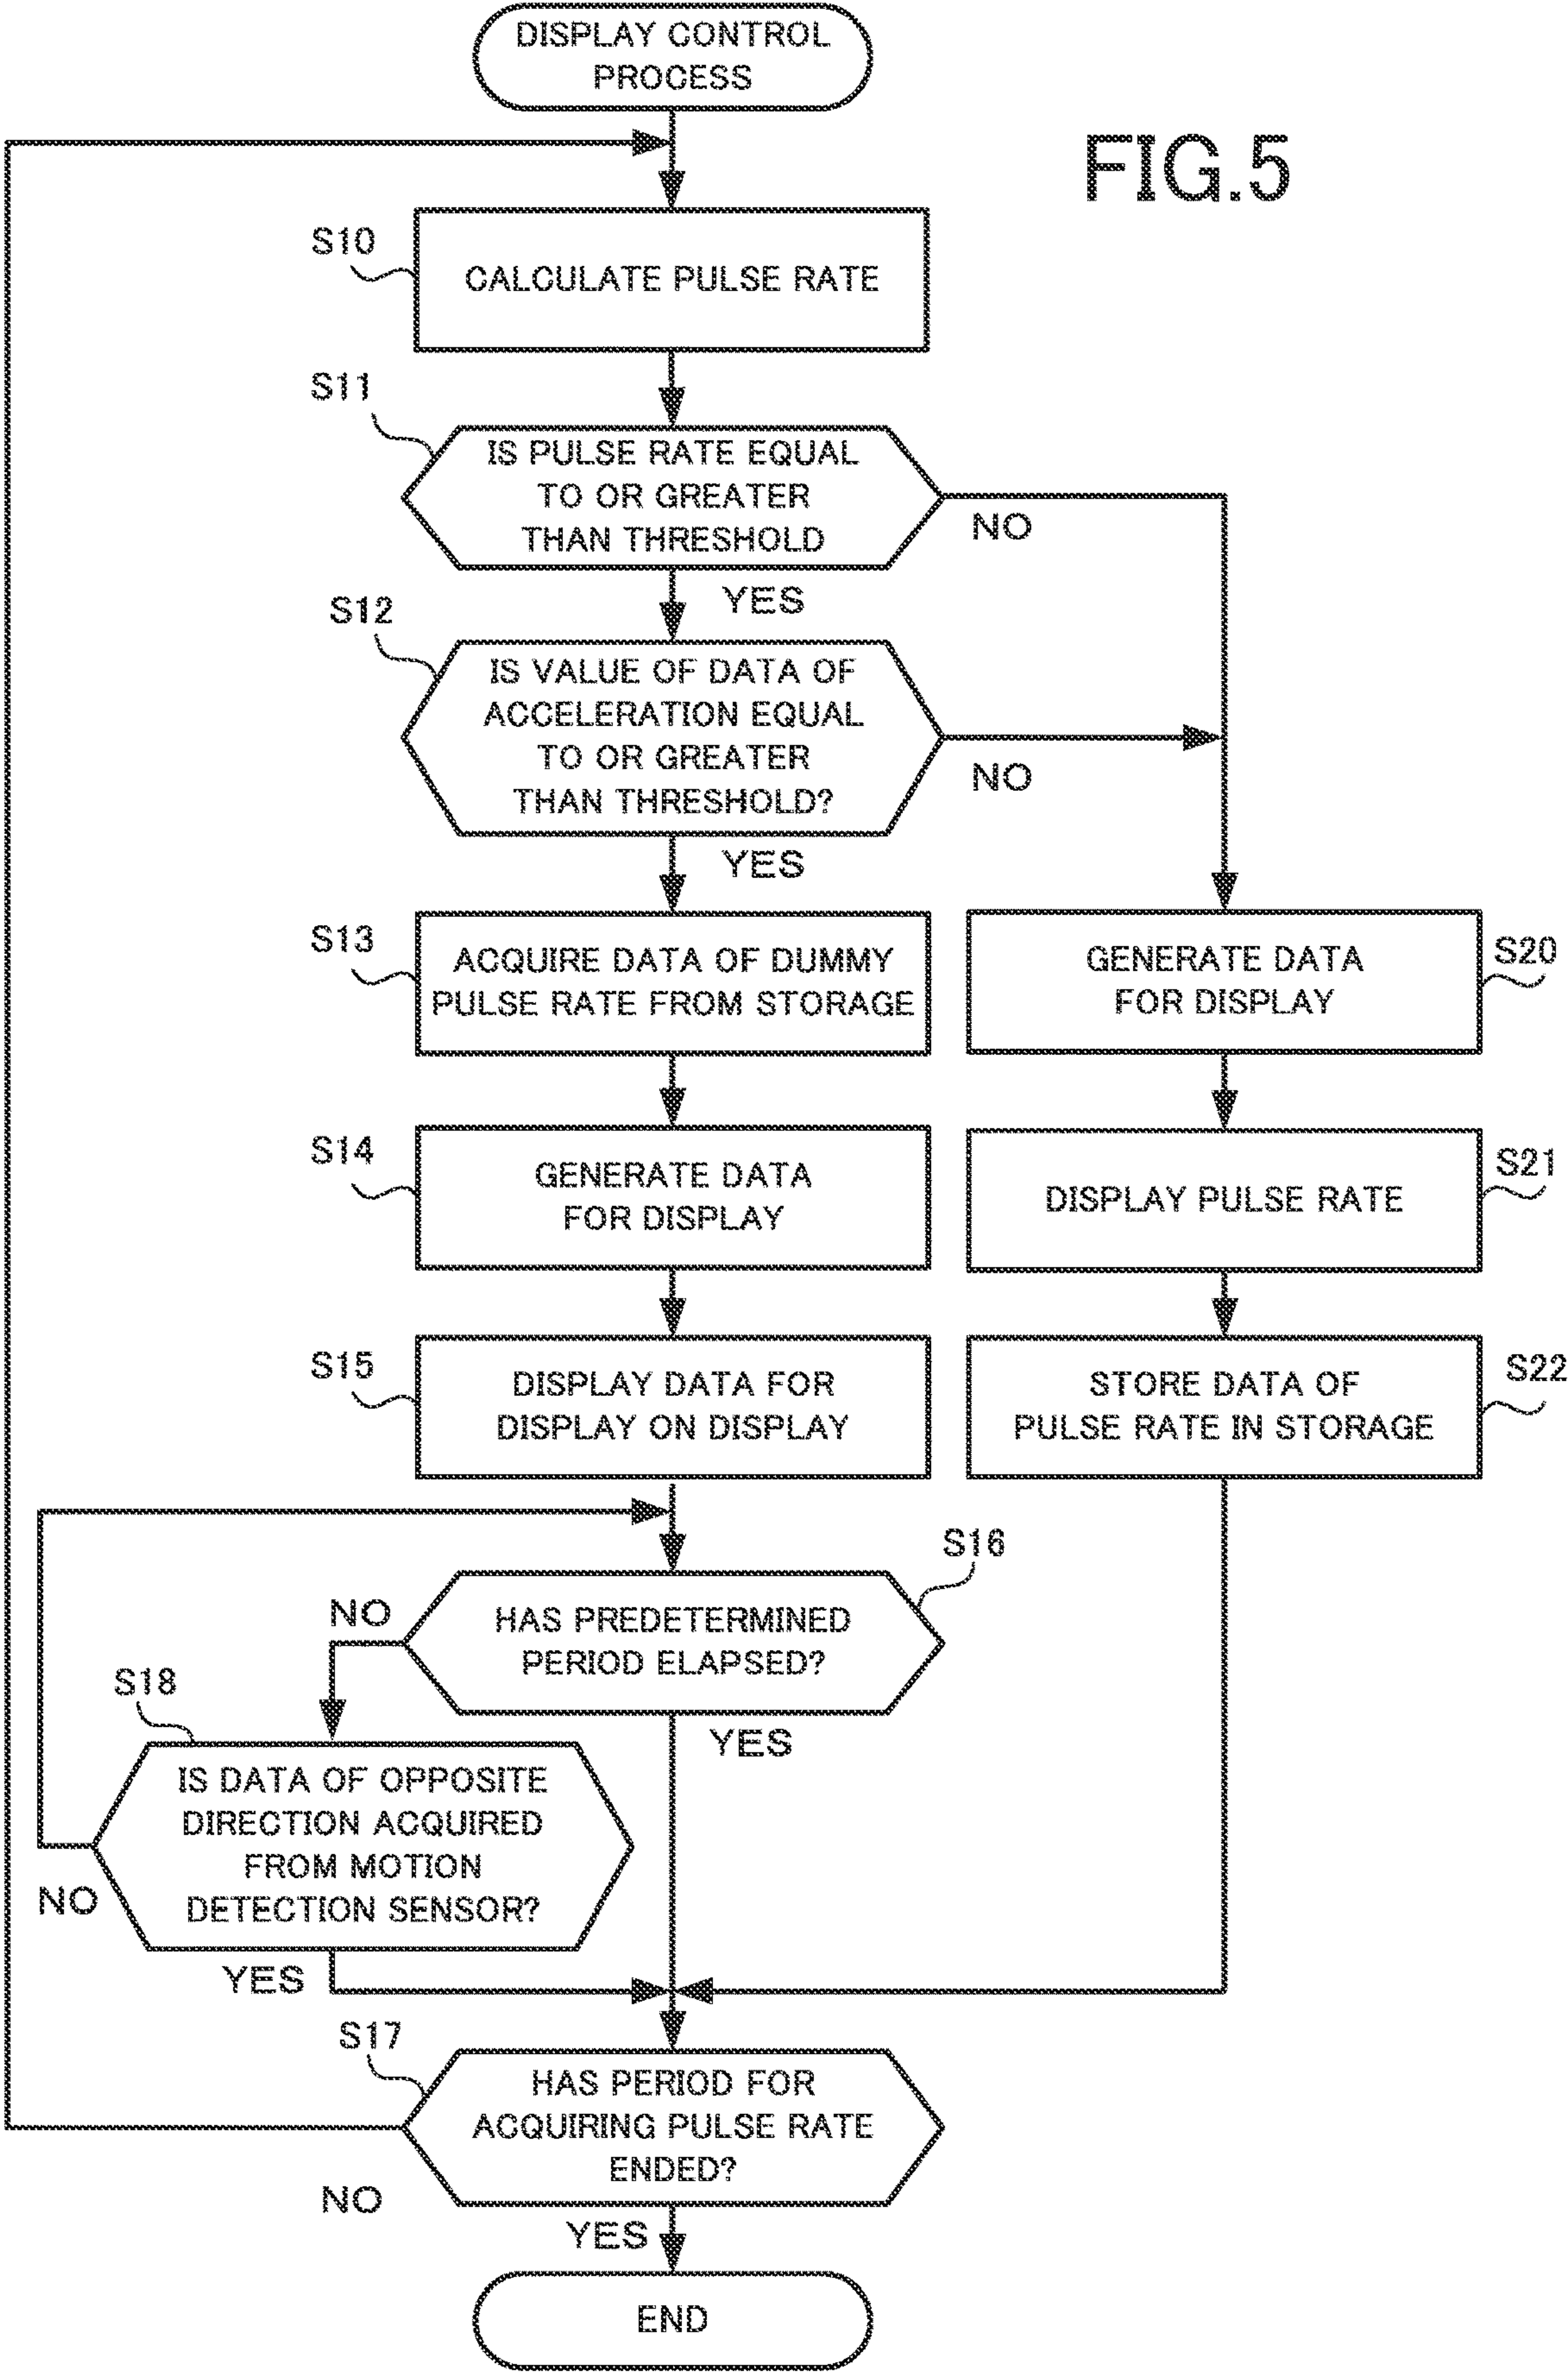 DISPLAY CONTROL
PROCESS
FIG.5
S10
CALCULATE PULSE RATE
S11
IS PULSE RATE EQUAL
TO OR GREATER
THAN THRESHOLD
NO
YES
S12
IS VALUE OF DATA OF
ACCELERATION EQUAL
TO OR GREATER
THAN THRESHOLD?
NO
YES
S13
ACQUIRE DATA OF DUMMY
PULSE RATE FROM STORAGE
GENERATE DATA
FOR DISPLAY
S20
S14
GENERATE DATA
FOR DISPLAY
DISPLAY PULSE RATE
S21
S15
DISPLAY DATA FOR
DISPLAY ON DISPLAY
STORE DATA OF
PULSE RATE IN STORAGE
S22
S16
HAS PREDETERMINED
PERIOD ELAPSED?
NO
YES
S18
IS DATA OF OPPOSITE
DIRECTION ACQUIRED
FROM MOTION
DETECTION SENSOR?
NO
YES
S17
HAS PERIOD FOR
ACQUIRING PULSE RATE
ENDED?
NO
YES
END